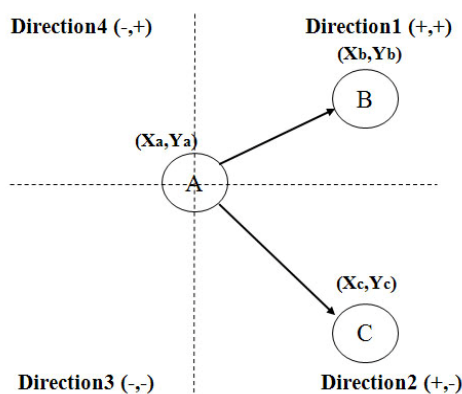 Direction4 (-,+)
Direction1 (+,+)
(Xb,Yb)
B
(Xa,Ya)
A
(Xc,Yc)
C
Direction3 (-,-)
Direction2 (+,-)